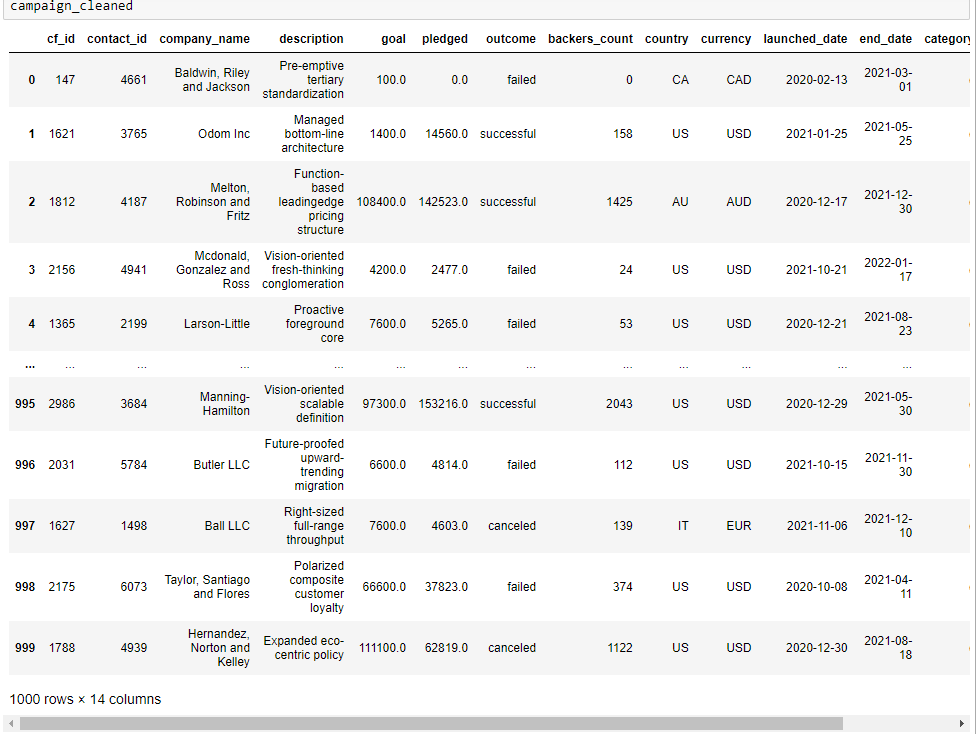 campaign_cleaned
cf_id contact_id company_name description goal pledged outcome backers_count country currency launched_date end_date category
0 147 4661 Baldwin, Riley and Jackson Pre-emptive tertiary standardization 100.0 0.0 failed 0 CA CAD 2020-02-13 2021-03-01
1 1621 3765 Odom Inc Managed bottom-line architecture 1400.0 14560.0 successful 158 US USD 2021-01-25 2021-05-25
2 1812 4187 Melton, Robinson and Fritz Function-based leadingedge pricing structure 108400.0 142523.0 successful 1425 AU AUD 2020-12-17 2021-12-30
3 2156 4941 Mcdonald, Gonzalez and Ross Vision-oriented fresh-thinking conglomeration 4200.0 2477.0 failed 24 US USD 2021-10-21 2022-01-17
4 1365 2199 Larson-Little Proactive foreground core 7600.0 5265.0 failed 53 US USD 2020-12-21 2021-08-23
... ... ... ... ... ... ... ... ... ... ... ... ...
995 2986 3684 Manning-Hamilton Vision-oriented scalable definition 97300.0 153216.0 successful 2043 US USD 2020-12-29 2021-05-30
996 2031 5784 Butler LLC Future-proofed upward-trending migration 6600.0 4814.0 failed 112 US USD 2021-10-15 2021-11-30
997 1627 1498 Ball LLC Right-sized full-range throughput 7600.0 4603.0 canceled 139 IT EUR 2021-11-06 2021-12-10
998 2175 6073 Taylor, Santiago and Flores Polarized composite customer loyalty 66600.0 37823.0 failed 374 US USD 2020-10-08 2021-04-11
999 1788 4939 Hernandez, Norton and Kelley Expanded eco-centric policy 111100.0 62819.0 canceled 1122 US USD 2020-12-30 2021-08-18
1000 rows × 14 columns